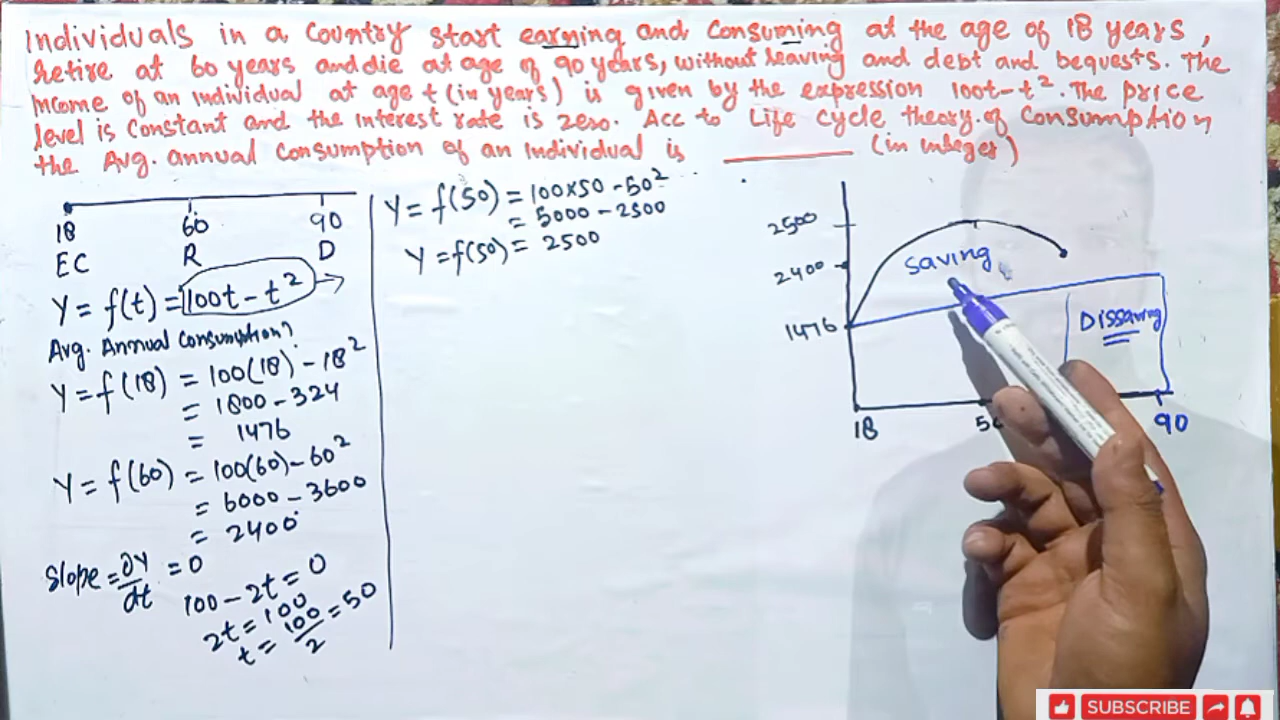 Individuals in a Country start earning and Consuming at the age of 18 years,
Retire at 60 years and die at age of 90 years, without leaving and debt and bequests. The
Income of an individual at age t (in years) is given by the expression 100t-t². The price
level is Constant and the interest rate is zero. Acc to Life Cycle theory of Consumption
the Avg. annual Consumption of an individual is ________ (in integer)
18 60 90
EC R D
Y = f(t) = 100t - t² →
Avg. Annual Consumption?
Y = f(18) = 100(18) - 18²
= 1800 - 324
= 1476
Y = f(60) = 100(60) - 60²
= 6000 - 3600
= 2400
Slope = ∂Y/dt = 0
100 - 2t = 0
2t = 100
t = 100/2 = 50
Y = f(50) = 100×50 - 50²
= 5000 - 2500
Y = f(50) = 2500
2500
2400
Saving
1476
Dissaving
18 90
SUBSCRIBE